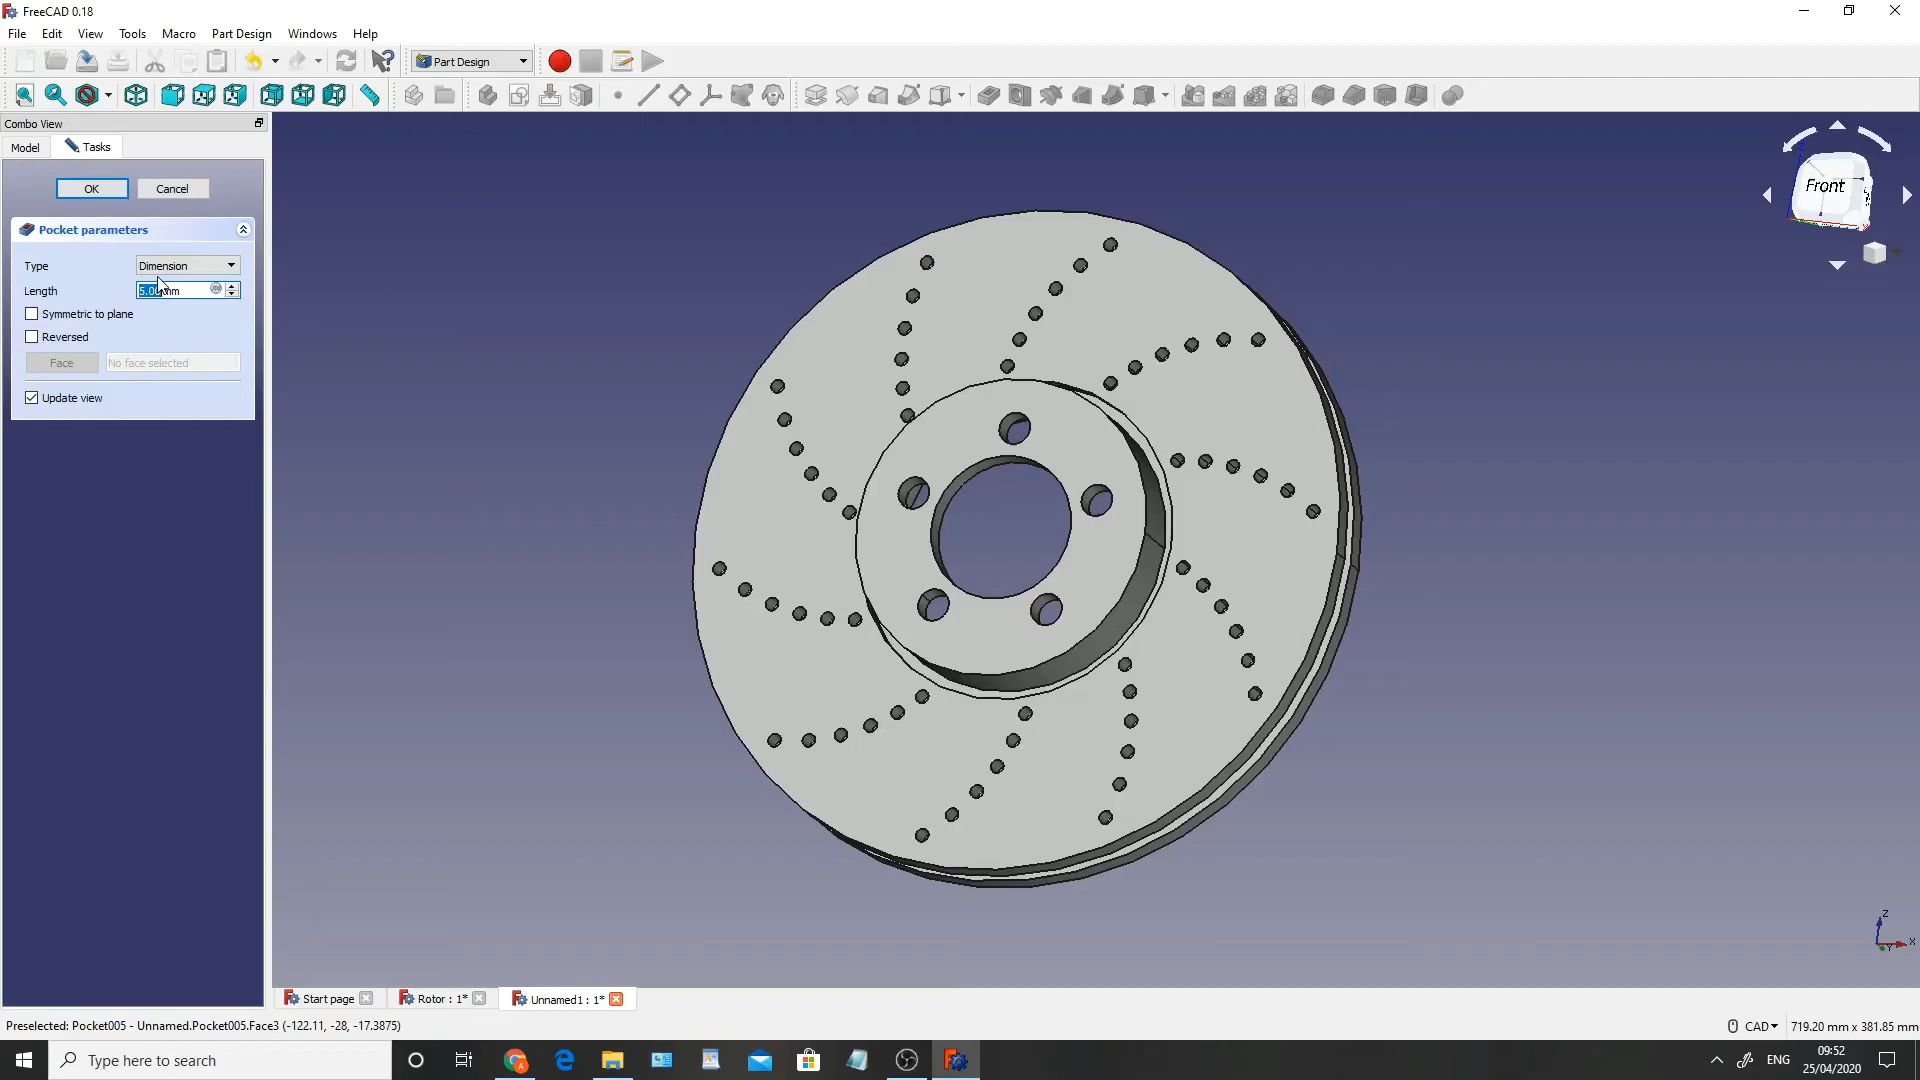 FreeCAD 0.18
File Edit View Tools Macro Part Design Windows Help
Part Design
Combo View
Model Tasks
OK Cancel
Pocket parameters
Type Dimension
Length 5.00 mm
Symmetric to plane
Reversed
Face No face selected
Update view
Front
Z
X
Y
Start page Rotor : 1* Unnamed1 : 1*
Preselected: Pocket005 - Unnamed.Pocket005.Face3 (-122.11, -28, -17.3875) CAD 719.20 mm x 381.85 mm
Type here to search ENG 09:52
25/04/2020